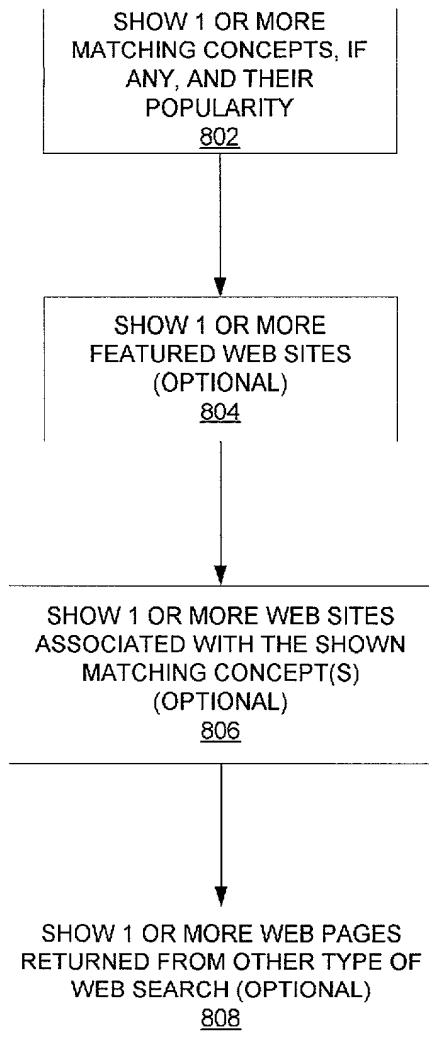 SHOW 1 OR MORE
MATCHING CONCEPTS, IF
ANY, AND THEIR
POPULARITY
802
SHOW 1 OR MORE
FEATURED WEB SITES
(OPTIONAL)
804
SHOW 1 OR MORE WEB SITES
ASSOCIATED WITH THE SHOWN
MATCHING CONCEPT(S)
(OPTIONAL)
806
SHOW 1 OR MORE WEB PAGES
RETURNED FROM OTHER TYPE OF
WEB SEARCH (OPTIONAL)
808